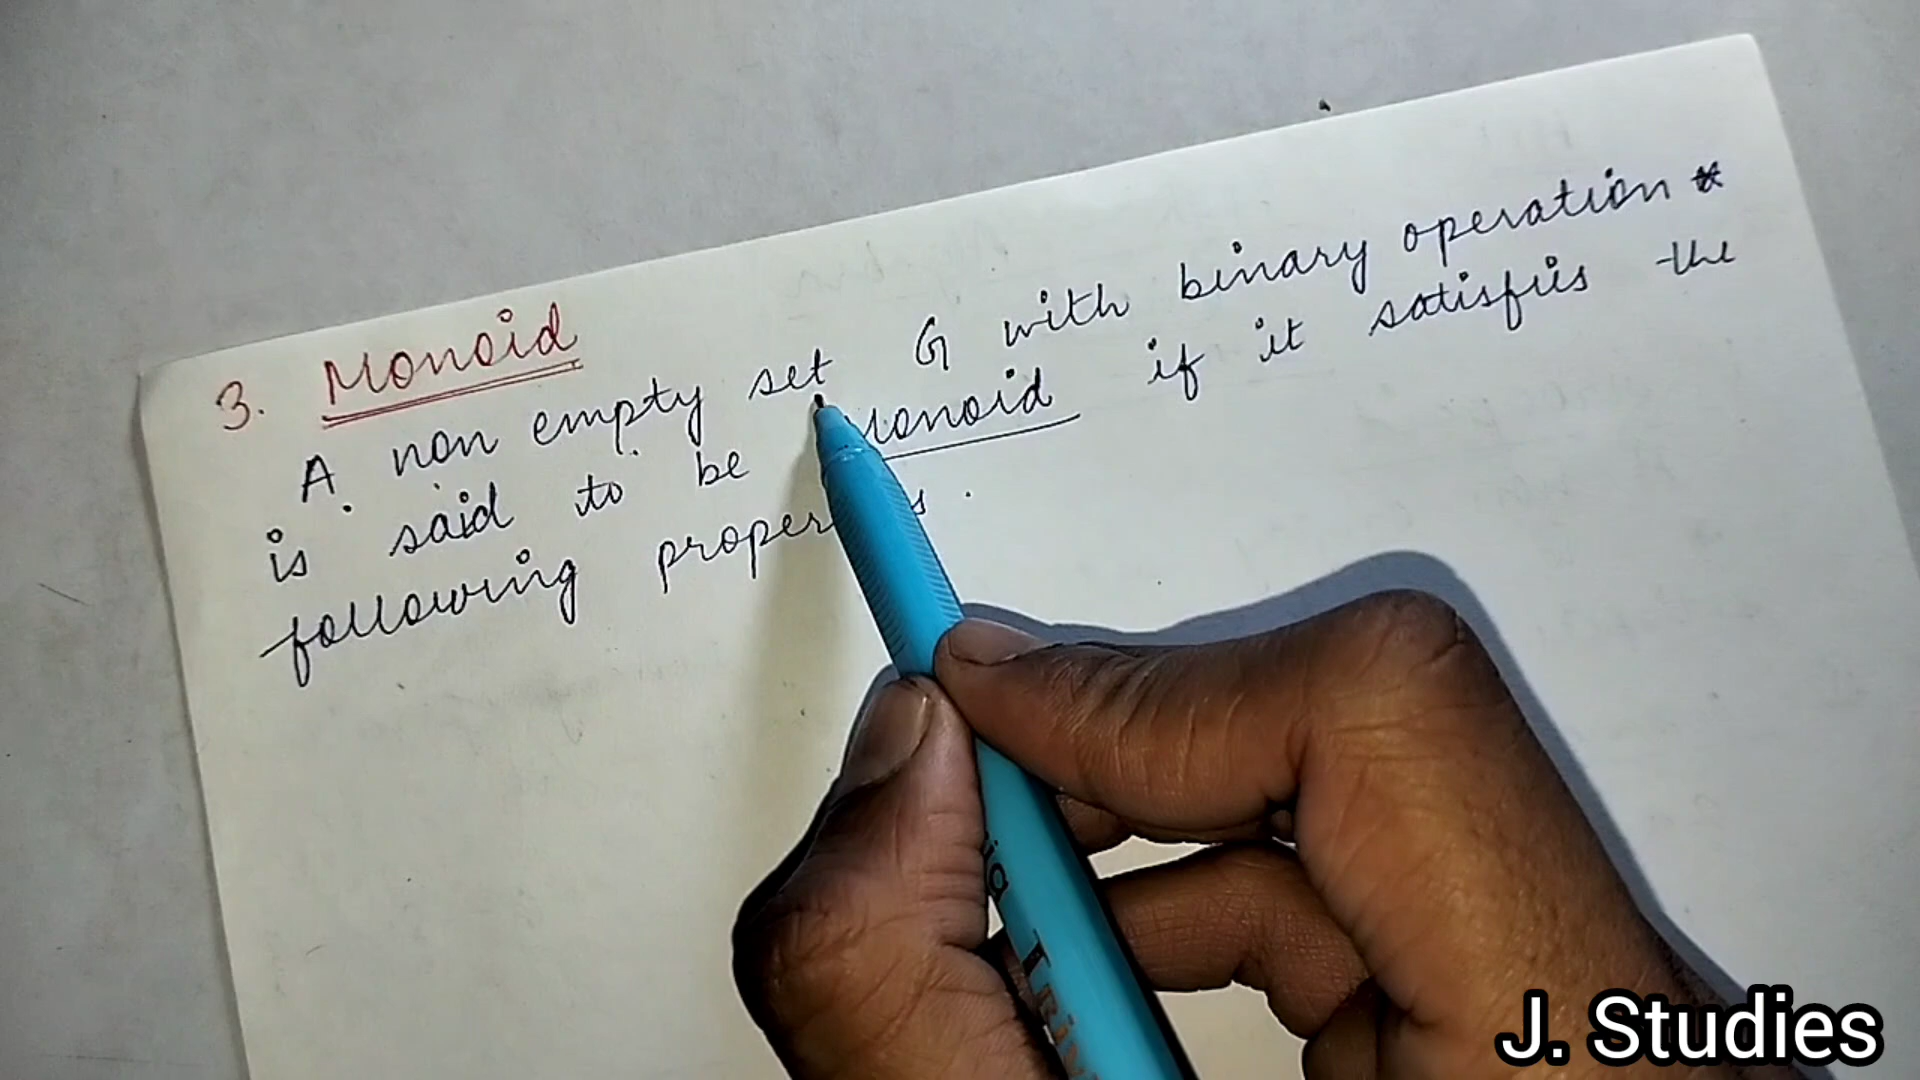 3. Monoid
A non empty set G with binary operation *
is said to be Monoid if it satisfies the
following
J. Studies